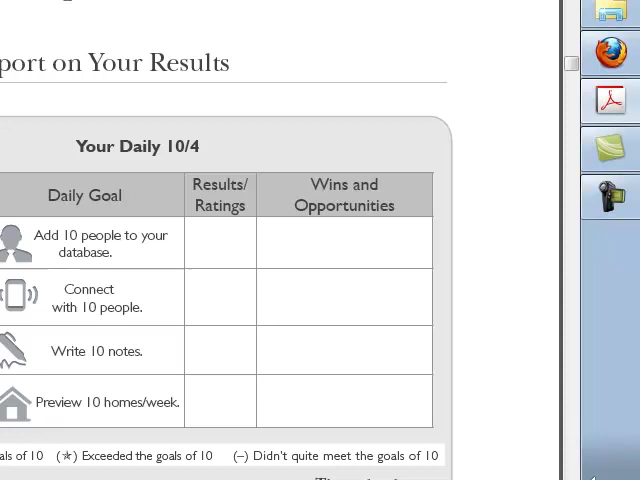 port on Your Results
Your Daily 10/4
Daily Goal
Results/
Ratings
Wins and
Opportunities
Add 10 people to your
database.
Connect
with 10 people.
Write 10 notes.
Preview 10 homes/week.
als of 10 (★) Exceeded the goals of 10 (–) Didn't quite meet the goals of 10